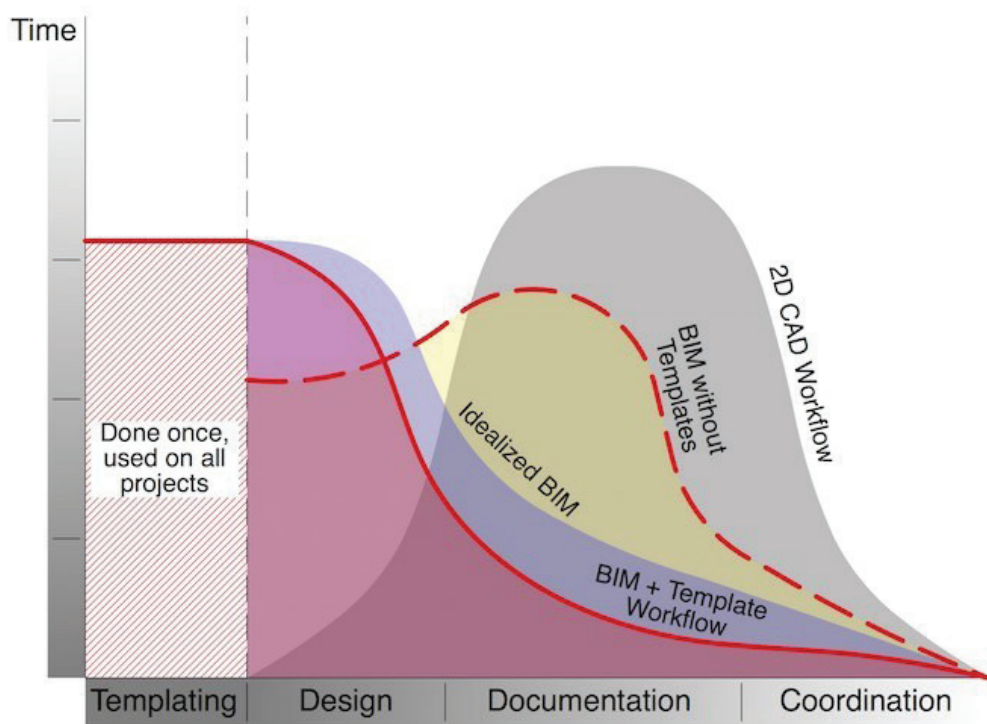 Time
Done once,
used on all
projects
Idealized BIM
BIM + Template
Workflow
BIM without
Templates
2D CAD Workflow
Templating
Design
Documentation
Coordination